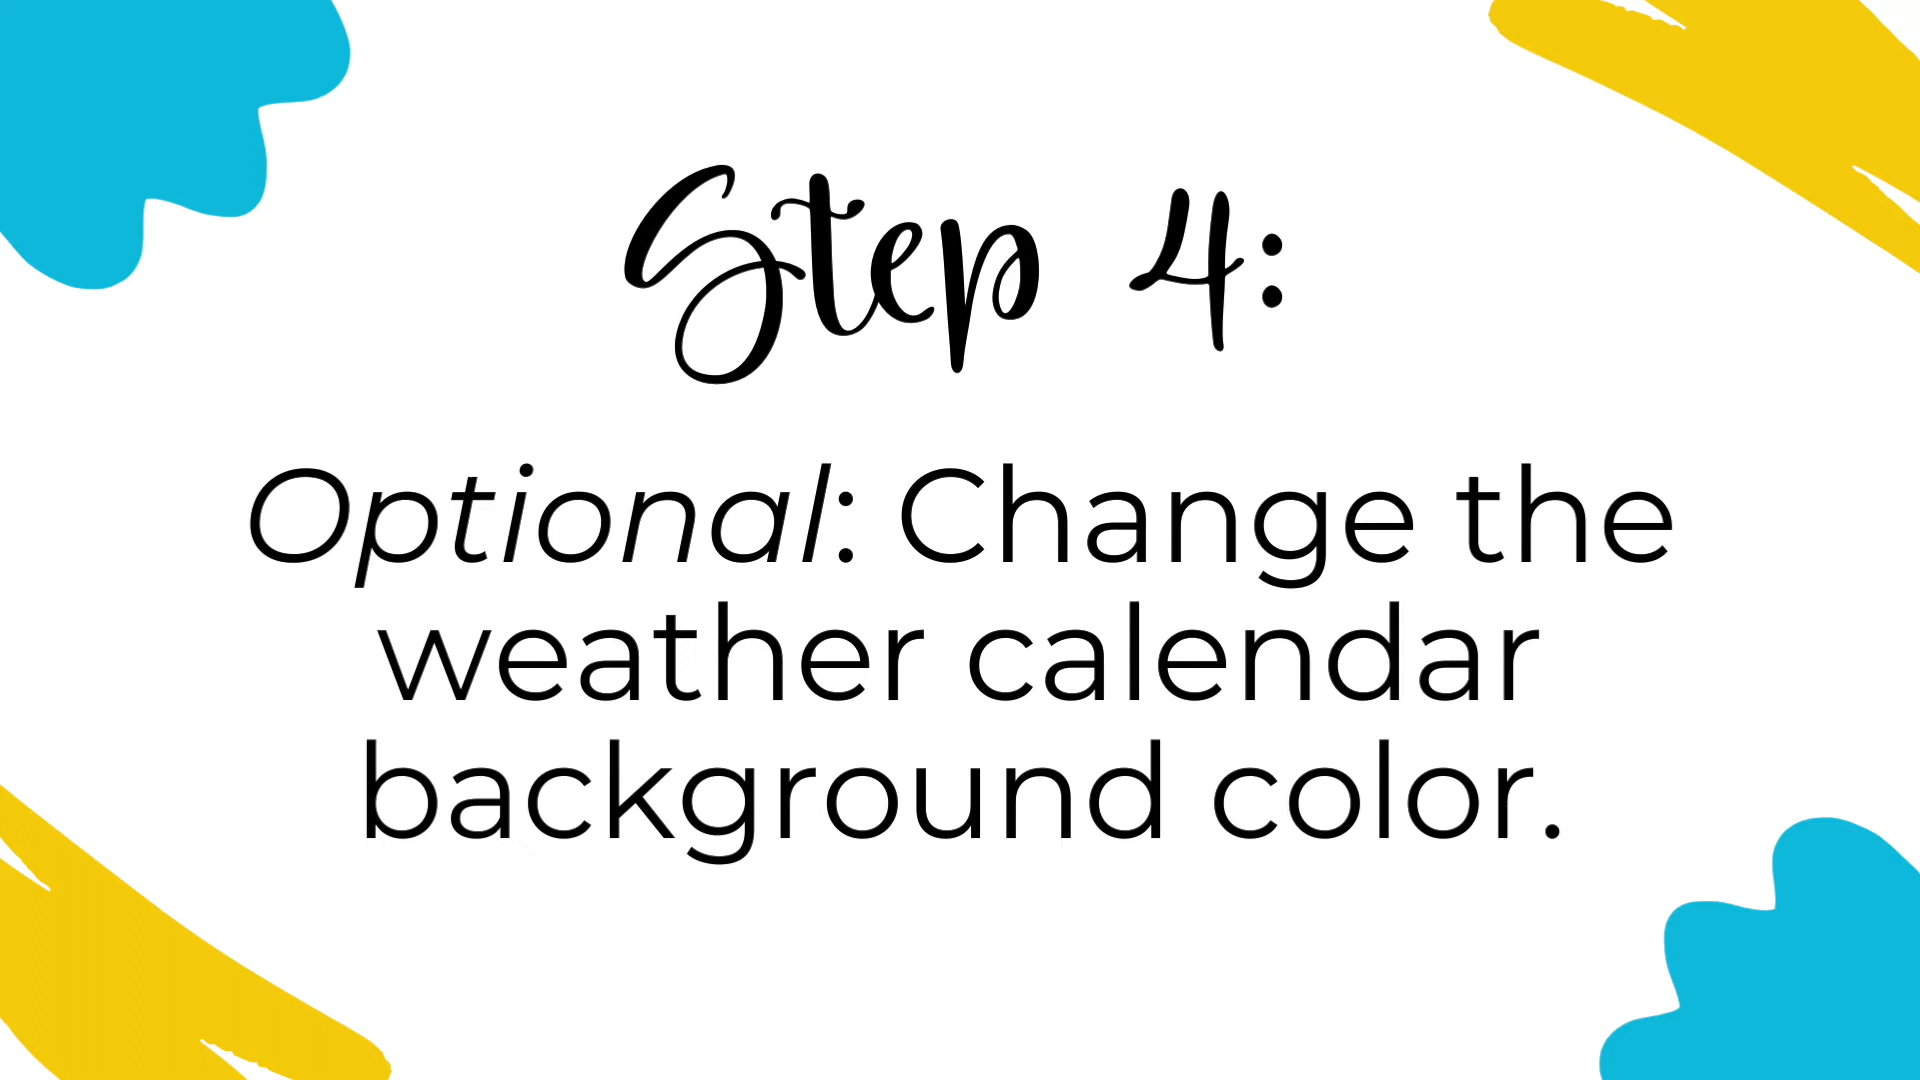 Step 4:
Optional: Change the
weather calendar
background color.